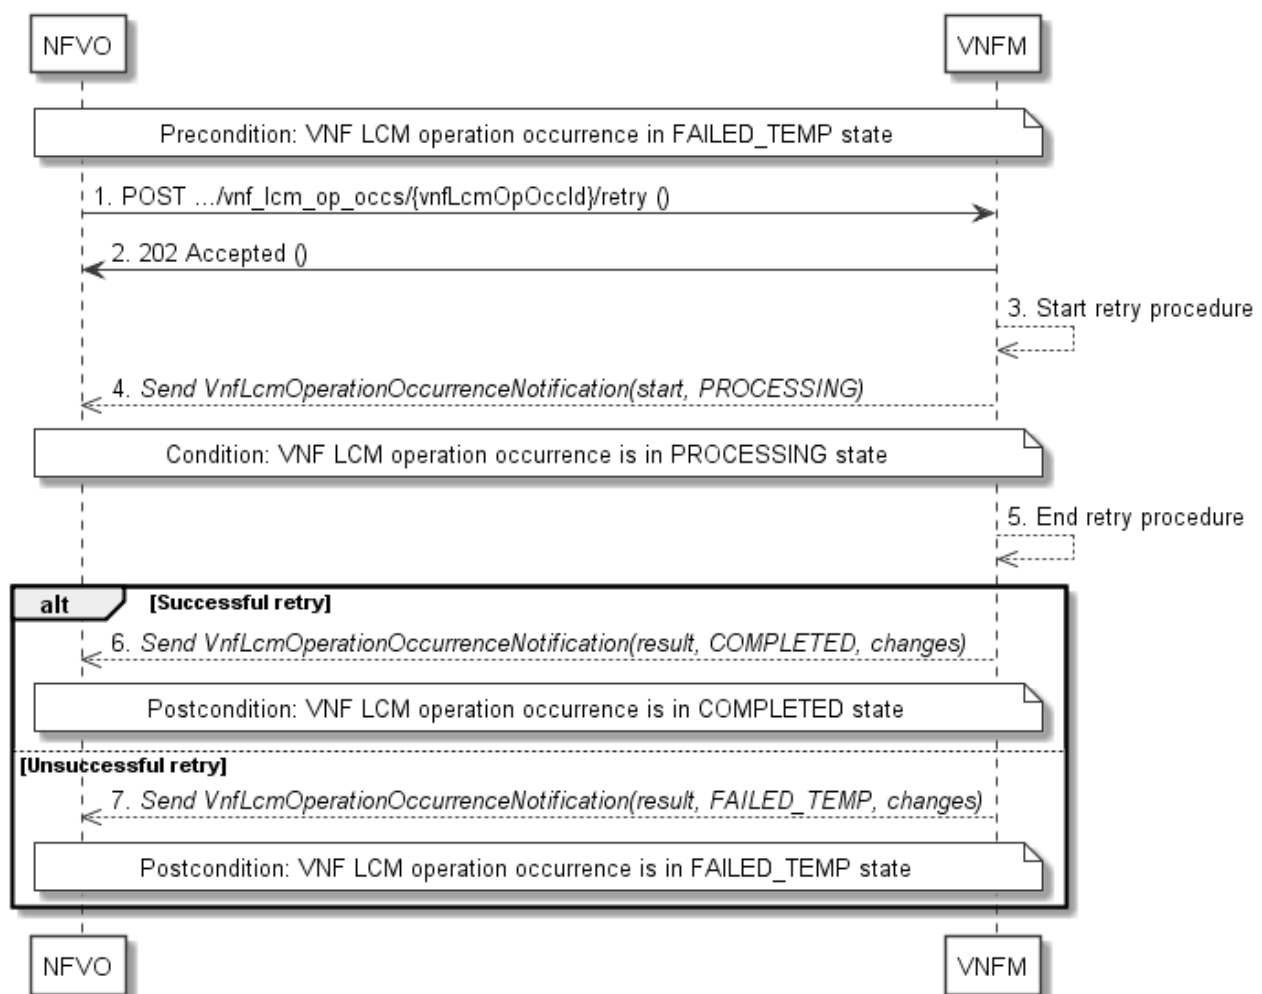 NFVO
VNFM
Precondition: VNF LCM operation occurrence in FAILED_TEMP state
1. POST .../vnf_lcm_op_occs/{vnfLcmOpOccId}/retry ()
2. 202 Accepted ()
3. Start retry procedure
4. Send VnfLcmOperationOccurrenceNotification(start, PROCESSING)
Condition: VNF LCM operation occurrence is in PROCESSING state
5. End retry procedure
alt
[Successful retry]
6. Send VnfLcmOperationOccurrenceNotification(result, COMPLETED, changes)
Postcondition: VNF LCM operation occurrence is in COMPLETED state
[Unsuccessful retry]
7. Send VnfLcmOperationOccurrenceNotification(result, FAILED_TEMP, changes)
Postcondition: VNF LCM operation occurrence is in FAILED_TEMP state
NFVO
VNFM